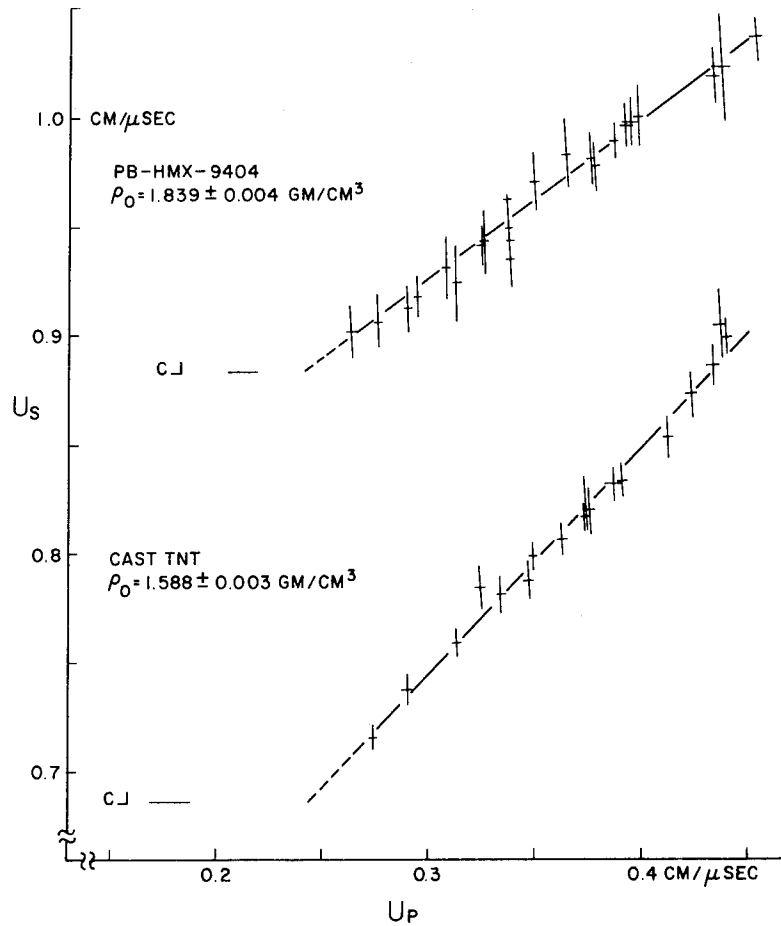 1.0 CM/μSEC
PB-HMX-9404
ρ₀ = 1.839 ± 0.004 GM/CM³
0.9
CJ
Us
0.8
CAST TNT
ρ₀ = 1.588 ± 0.003 GM/CM³
0.7
CJ
0.2 0.3 0.4 CM/μSEC
UP